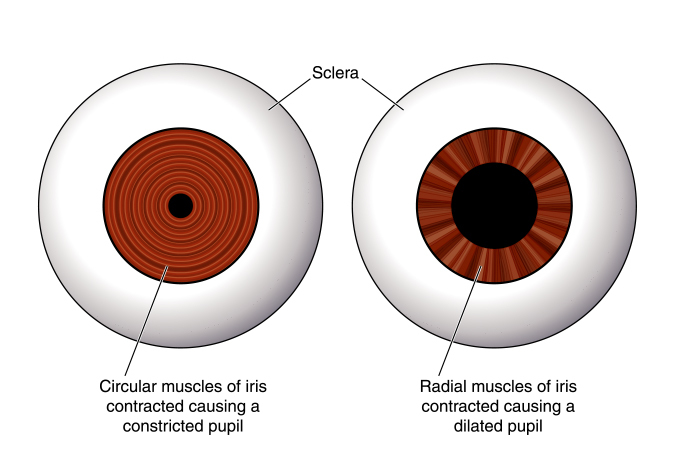 Sclera
Circular muscles of iris
contracted causing a
constricted pupil
Radial muscles of iris
contracted causing a
dilated pupil